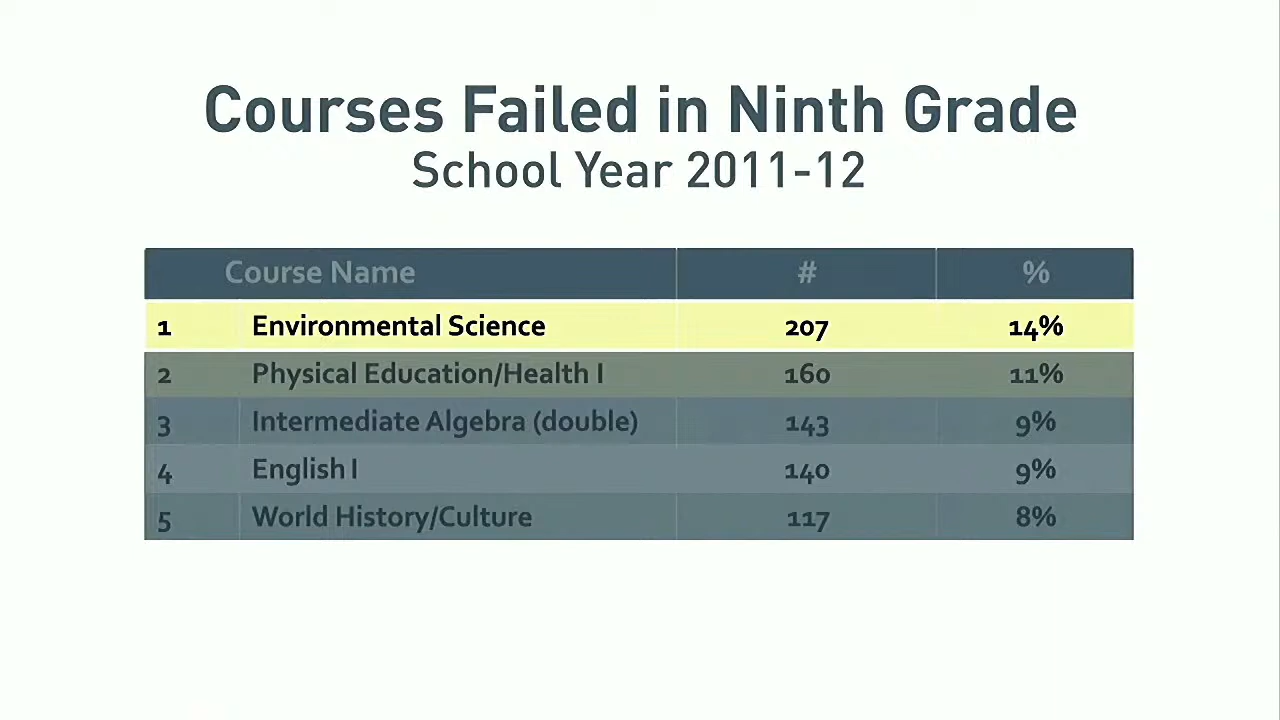 Courses Failed in Ninth Grade
School Year 2011-12
Course Name # %
1 Environmental Science 207 14%
2 Physical Education/Health I 160 11%
3 Intermediate Algebra (double) 143 9%
4 English I 140 9%
5 World History/Culture 117 8%